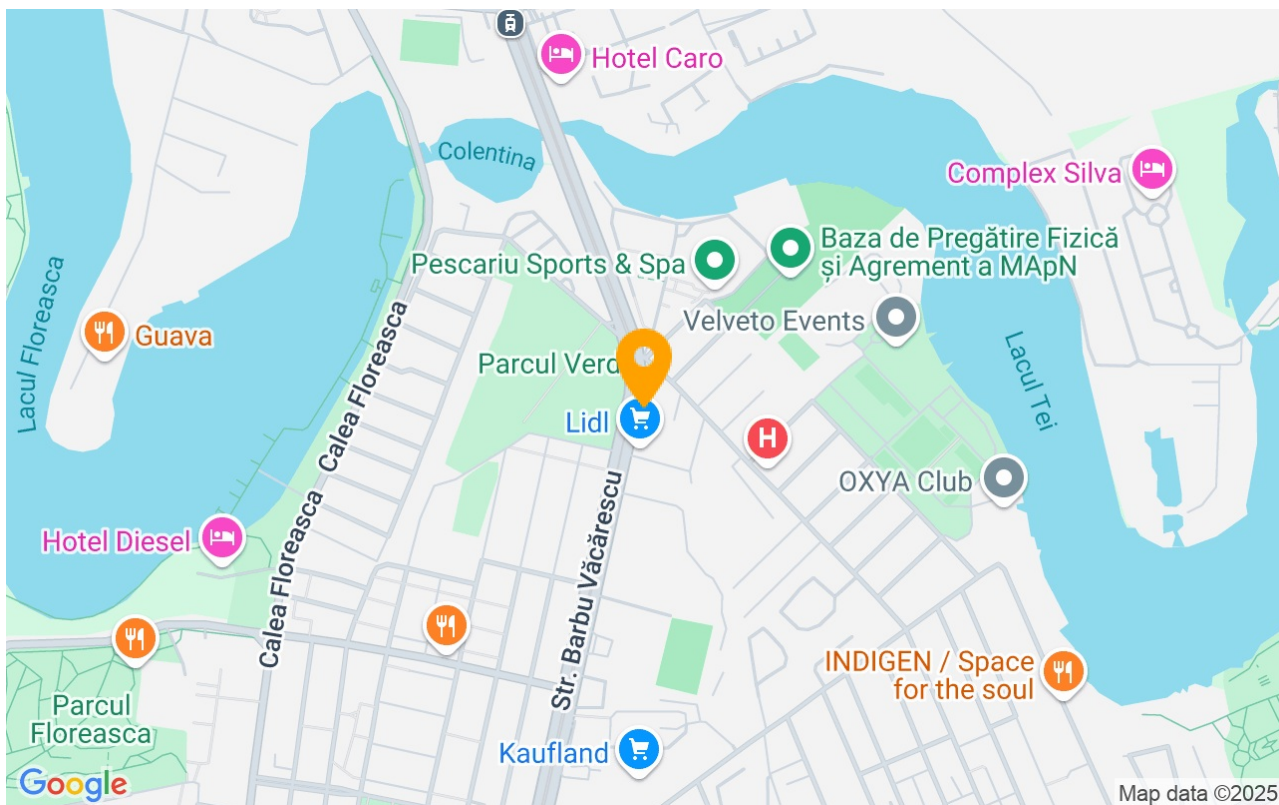 Hotel Caro
Colentina
Complex Silva
Baza de Pregătire Fizică
și Agrement a MApN
Pescariu Sports & Spa
Lacul Floreasca
Guava
Velveto Events
Calea Floreasca
Parcul Verd
Lacul Tei
Lidl
H
OXYA Club
Hotel Diesel
Calea Floreasca
Str. Barbu Văcărescu
INDIGEN / Space
for the soul
Parcul
Floreasca
Kaufland
Google
Map data ©2025